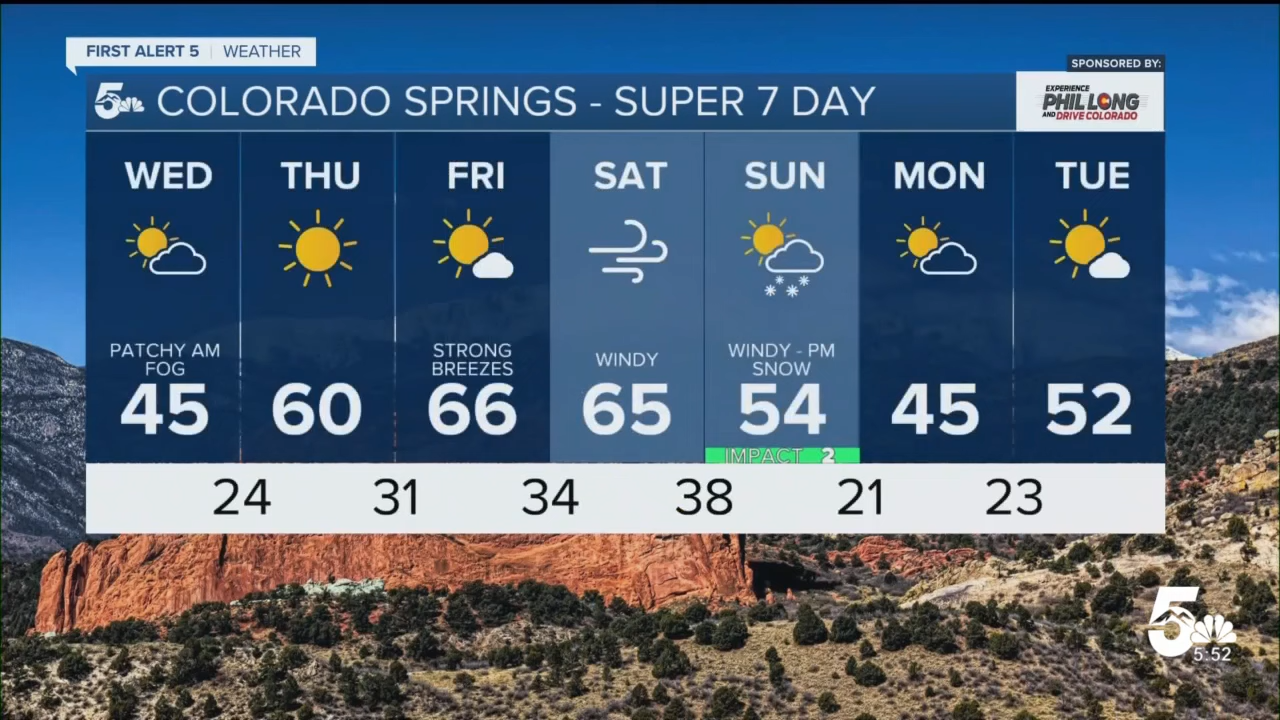 FIRST ALERT 5 | WEATHER
SPONSORED BY:
5 COLORADO SPRINGS - SUPER 7 DAY
EXPERIENCE
PHIL LONG
AND DRIVE COLORADO
WED THU FRI SAT SUN MON TUE
PATCHY AM
FOG
STRONG
BREEZES
WINDY
WINDY - PM
SNOW
45 60 66 65 54 45 52
IMPACT 2
24 31 34 38 21 23
5
5:52